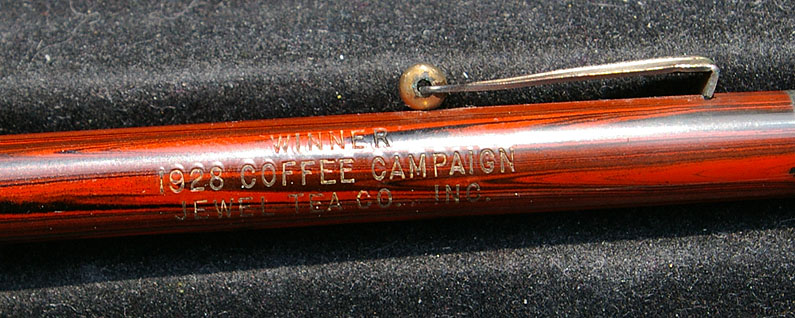 WINNER
1928 COFFEE CAMPAIGN
JEWEL TEA CO., INC.